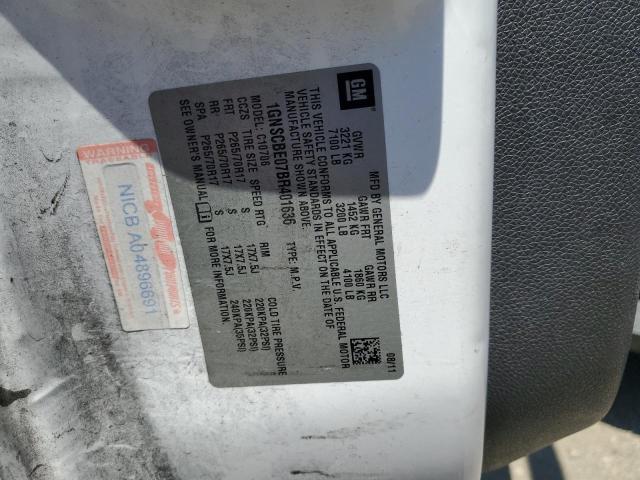 GM
MFD BY GENERAL MOTORS LLC
08/11
GVWR GAWR FRT GAWR RR
3221 KG 1452 KG 1860 KG
7100 LB 3200 LB 4100 LB
THIS VEHICLE CONFORMS TO ALL APPLICABLE U.S. FEDERAL MOTOR
VEHICLE SAFETY STANDARDS IN EFFECT ON THE DATE OF
MANUFACTURE SHOWN ABOVE.
1GNSCBE07BR401636 TYPE: M.P.V.
MODEL: C10706
CCZS TIRE SIZE SPEED RTG RIM COLD TIRE PRESSURE
FRT P265/70R17 S 17X7.5J 220KPA(32PSI)
RR P265/70R17 S 17X7.5J 220KPA(32PSI)
SPA P265/70R17 S 17X7.5J 240KPA(35PSI)
SEE OWNER'S MANUAL FOR MORE INFORMATION.
WARNING
NICB A04896691